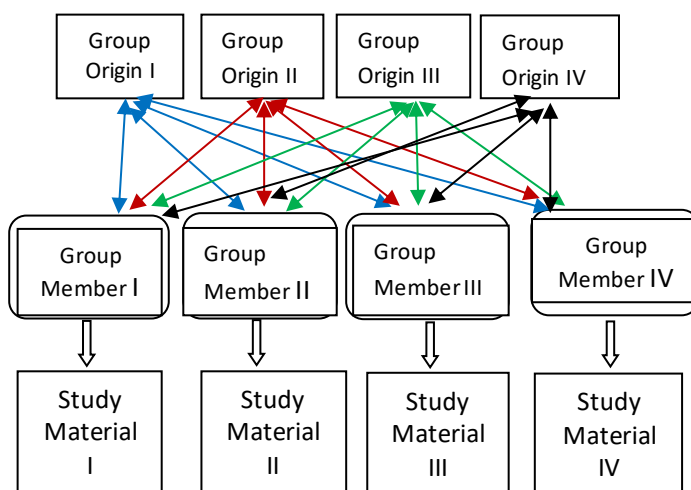 Group
Origin I
Group
Origin II
Group
Origin III
Group
Origin IV
Group
Member I
Group
Member II
Group
Member III
Group
Member IV
Study
Material
I
Study
Material
II
Study
Material
III
Study
Material
IV